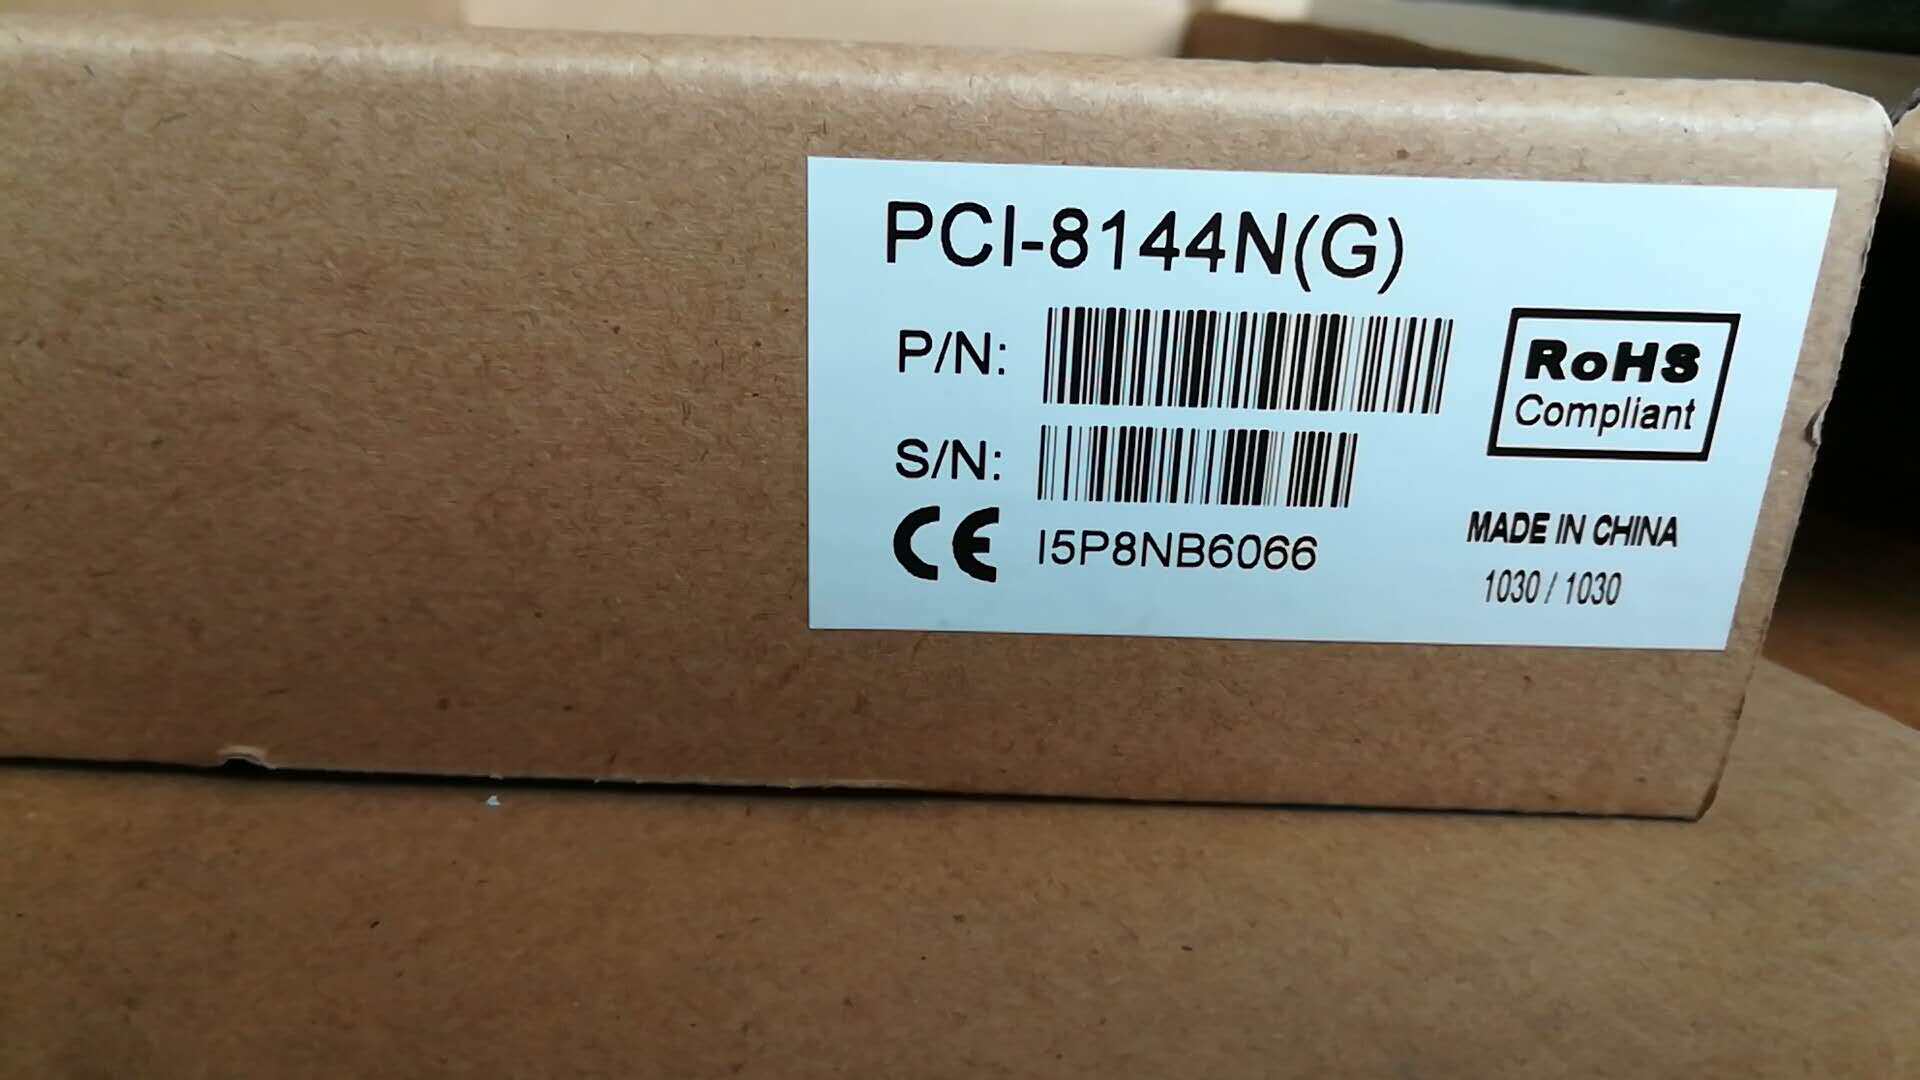 PCI-8144N(G)
P/N:
RoHS
Compliant
S/N:
CE I5P8NB6066
MADE IN CHINA
1030 / 1030